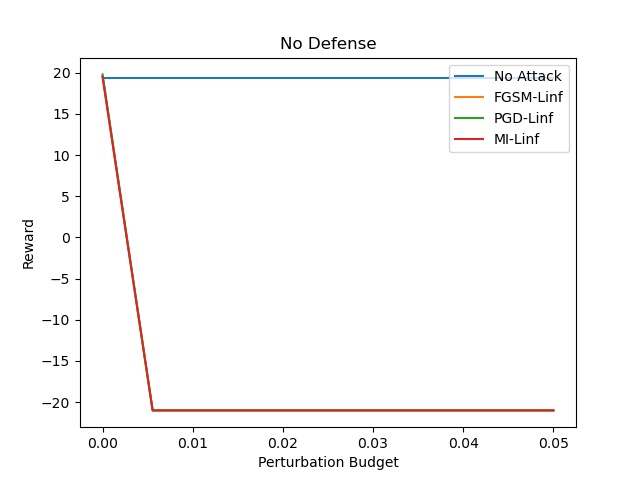 No Defense
20
15
10
5
0
−5
−10
−15
−20
Reward
No Attack
FGSM-Linf
PGD-Linf
MI-Linf
0.00 0.01 0.02 0.03 0.04 0.05
Perturbation Budget